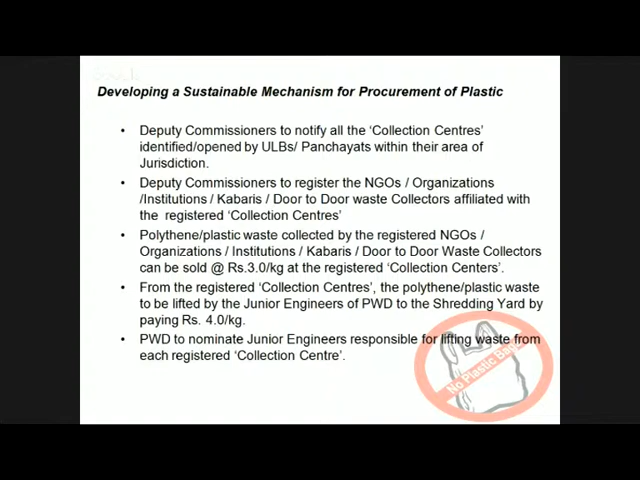 Developing a Sustainable Mechanism for Procurement of Plastic
• Deputy Commissioners to notify all the ‘Collection Centres’
identified/opened by ULBs/ Panchayats within their area of
Jurisdiction.
• Deputy Commissioners to register the NGOs / Organizations
/Institutions / Kabaris / Door to Door waste Collectors affiliated with
the registered ‘Collection Centres’
• Polythene/plastic waste collected by the registered NGOs /
Organizations / Institutions / Kabaris / Door to Door Waste Collectors
can be sold @ Rs.3.0/kg at the registered ‘Collection Centers’.
• From the registered ‘Collection Centres’, the polythene/plastic waste
to be lifted by the Junior Engineers of PWD to the Shredding Yard by
paying Rs. 4.0/kg.
• PWD to nominate Junior Engineers responsible for lifting waste from
each registered ‘Collection Centre’.
No Plastic Bags